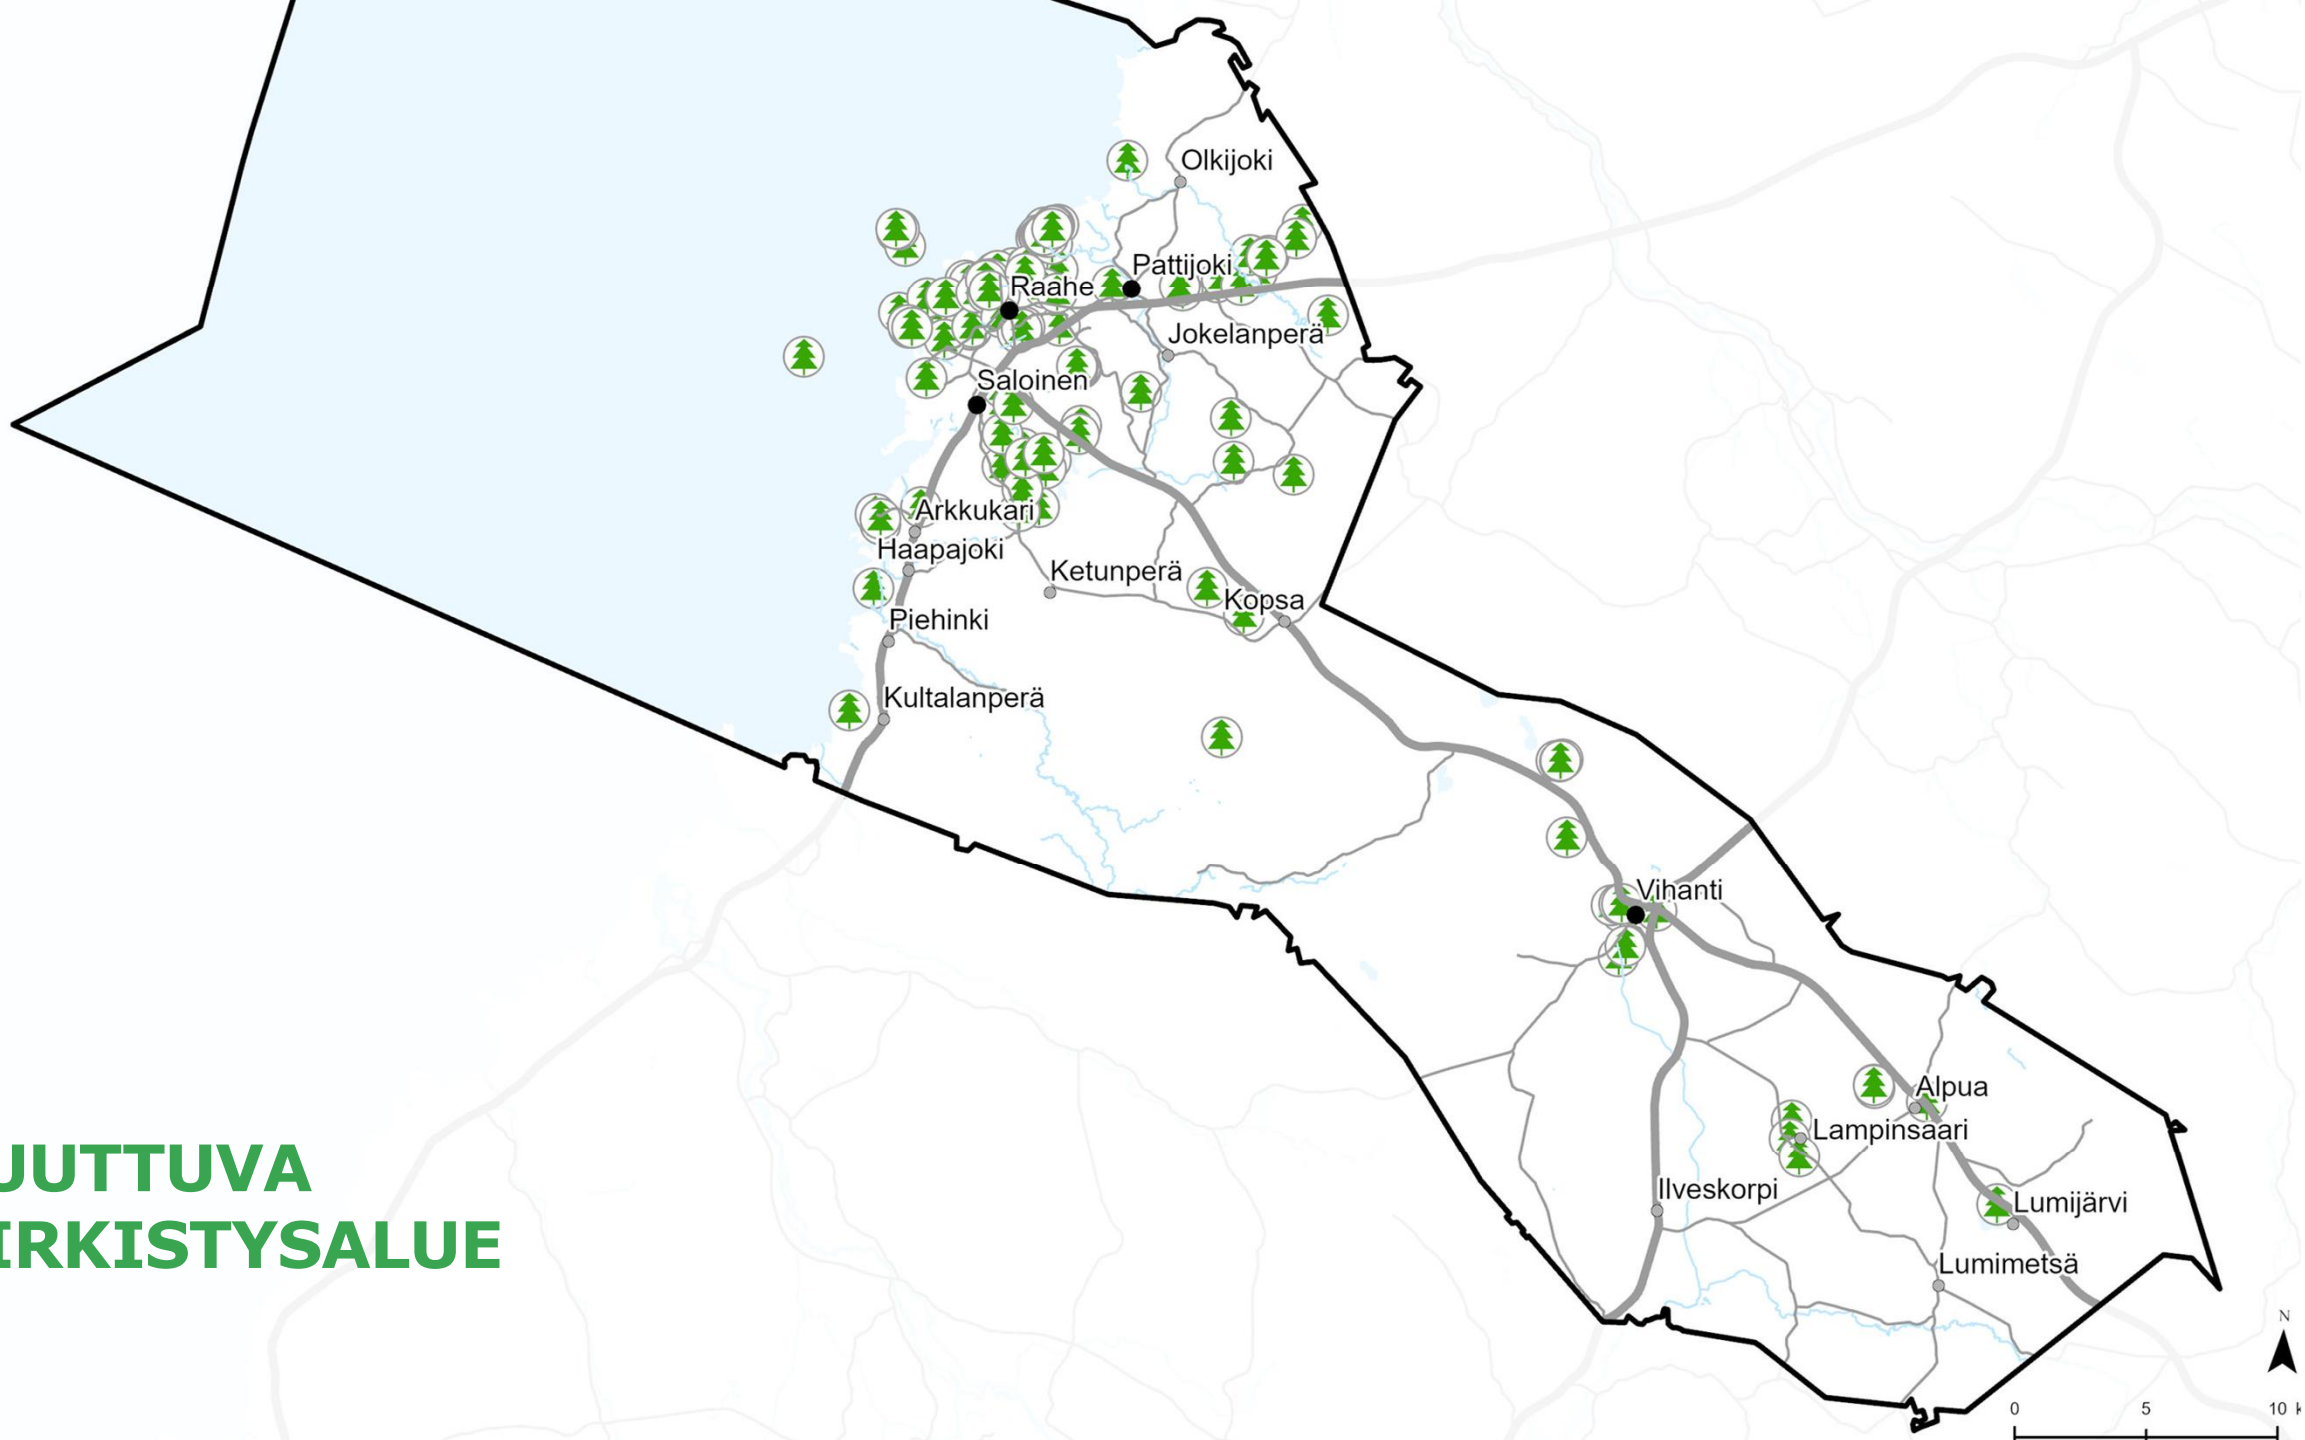 Olkijoki
Pattijoki
Raahe
Jokelanperä
Saloinen
Arkkukari
Haapajoki
Ketunperä
Kopsa
Piehinki
Kultalanperä
Vihanti
Alpua
Lampinsaari
Ilveskorpi
Lumijärvi
Lumimetsä
UUTTUVA
IRKISTYSALUE
N
0 5 10 k